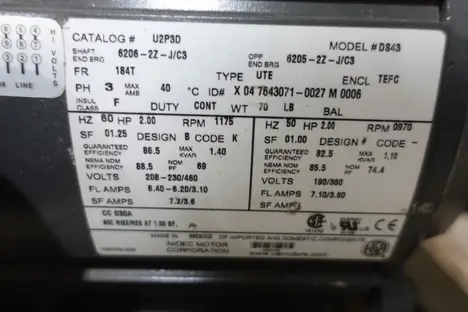 HI VOLTS
LINE
CATALOG # U2P3D MODEL# DS43
SHAFT END BRG 6206-2Z-J/C3 OPP END BRG 6205-2Z-J/C3
FR 184T TYPE UTE ENCL TEFC
PH 3 MAX AMB 40 °C ID# X 04 7643071-0027 M 0006
INSUL CLASS F DUTY CONT WT 70 LB BAL
HZ 60 HP 2.00 RPM 1175 HZ 50 HP 2.00 RPM 0970
SF 01.25 DESIGN B CODE K SF 01.00 DESIGN # CODE -
GUARANTEED EFFICIENCY 86.5 MAX KVAR 1.40 GUARANTEED EFFICIENCY 82.5 MAX KVAR 1.10
NEMA NOM EFFICIENCY 88.5 PF 69 NEMA NOM EFFICIENCY 85.5 PF 74.4
VOLTS 208-230/460 VOLTS 190/380
FL AMPS 6.40-6.20/3.10 FL AMPS 7.10/3.60
SF AMPS 7.2/3.6 SF AMPS
CC 030A
MADE IN MEXICO OF IMPORTED AND DOMESTIC COMPONENTS
NIDEC MOTOR CORPORATION
ENERGY